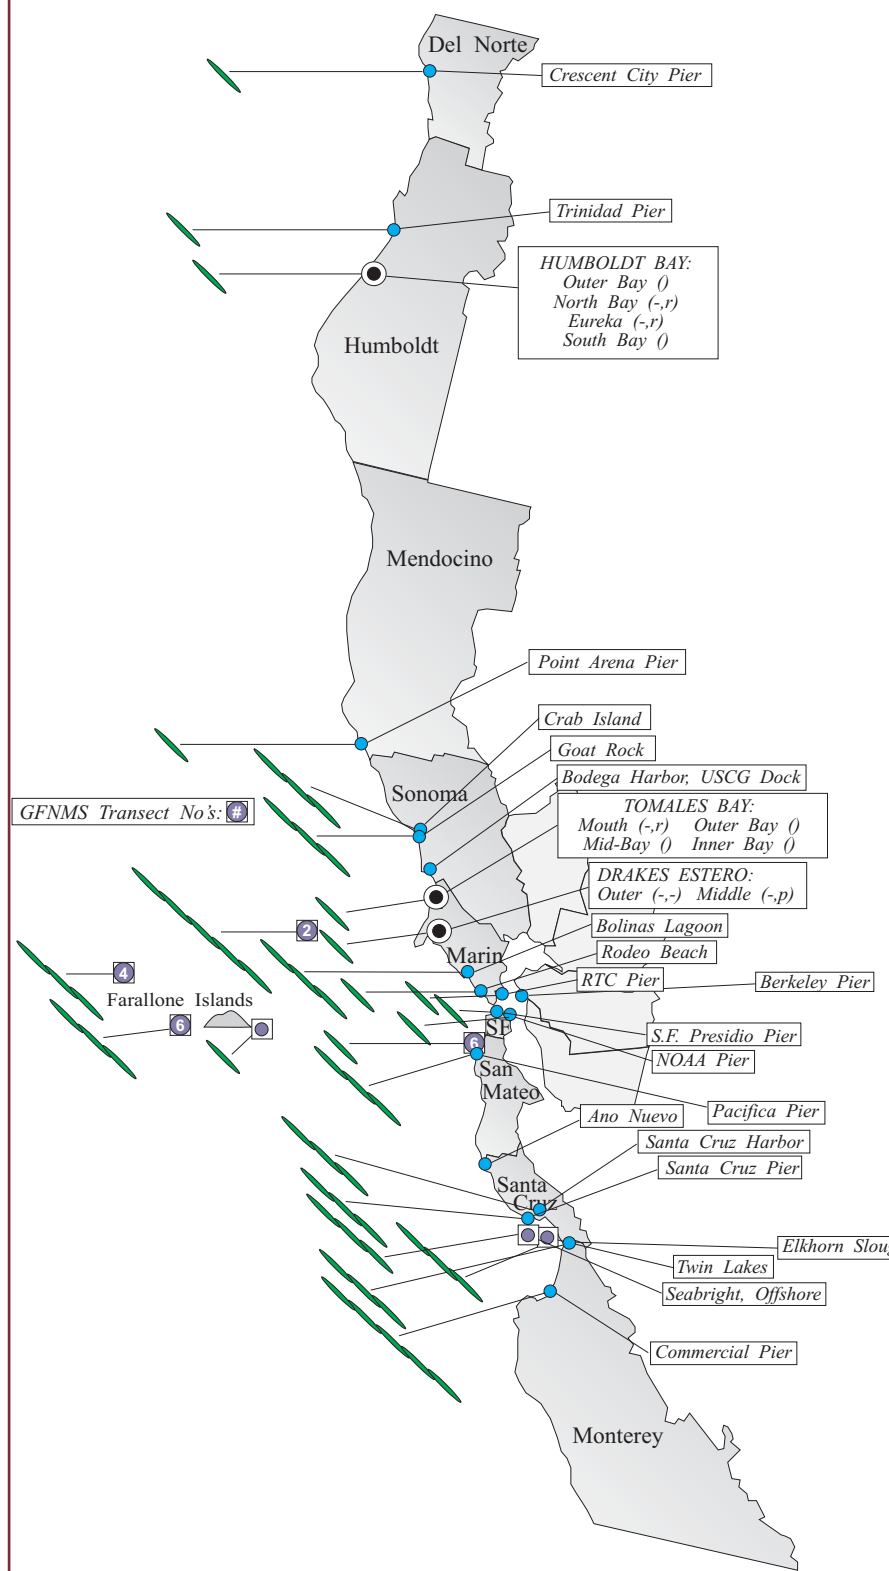 Del Norte
Crescent City Pier
Trinidad Pier
HUMBOLDT BAY:
Outer Bay ()
North Bay (-,r)
Eureka (-,r)
South Bay ()
Humboldt
Mendocino
Point Arena Pier
Crab Island
Goat Rock
Bodega Harbor, USCG Dock
Sonoma
GFNMS Transect No's: #
TOMALES BAY:
Mouth (-,r) Outer Bay ()
Mid-Bay () Inner Bay ()
DRAKES ESTERO:
Outer (-,-) Middle (-,p)
2
Bolinas Lagoon
Marin
Rodeo Beach
4
RTC Pier
Berkeley Pier
Farallone Islands
6
SF
S.F. Presidio Pier
6
NOAA Pier
San
Mateo
Pacifica Pier
Ano Nuevo
Santa Cruz Harbor
Santa Cruz Pier
Santa
Cruz
Elkhorn Sloug
Twin Lakes
Seabright, Offshore
Commercial Pier
Monterey